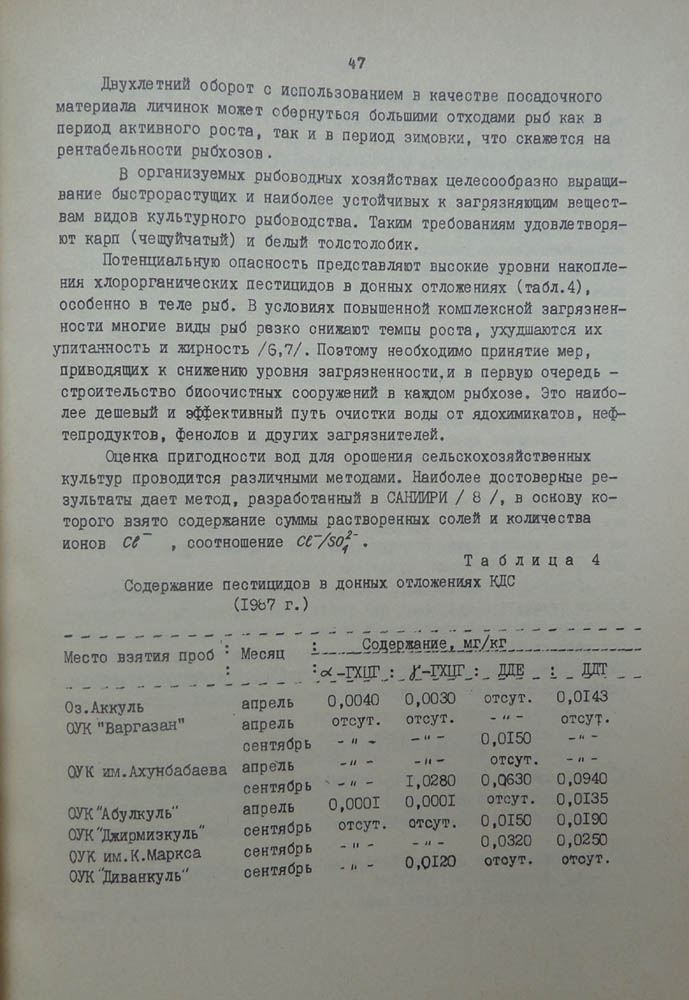 47
Двухлетний оборот с использованием в качестве посадочного
материала личинок может обернуться большими отходами рыб как в
период активного роста, так и в период зимовки, что скажется на
рентабельности рыбхозов.
В организуемых рыбоводных хозяйствах целесообразно выращи-
вание быстрорастущих и наиболее устойчивых к загрязняющим вещест-
вам видов культурного рыбоводства. Таким требованиям удовлетворя-
ют карп (чещуйчатый) и белый толстолобик.
Потенциальную опасность представляют высокие уровни накопле-
ния хлорорганических пестицидов в донных отложениях (табл.4),
особенно в теле рыб. В условиях повышенной комплексной загрязнен-
нности многие виды рыб резко снижают темпы роста, ухудшаются их
упитанность и жирность /6,7/. Поэтому необходимо принятие мер,
приводящих к снижению уровня загрязненности,и в первую очередь -
строительство биоочистных сооружений в каждом рыбхозе. Это наибо-
лее дешевый и эффективный путь очистки воды от ядохимикатов, неф-
тепродуктов, фенолов и других загрязнителей.
Оценка пригодности вод для орошения сельскохозяйственных
культур проводится различными методами. Наиболее достоверные ре-
зультаты дает метод, разработанный в САНИИРИ / 8 /, в основу ко-
торого взято содержание суммы растворенных солей и количества
ионов Cl⁻ , соотношение Cl⁻/SO₄²⁻.
Т а б л и ц а 4
Содержание пестицидов в донных отложениях КДС
(1987 г.)
Место взятия проб : Месяц : Содержание, мг/кг
: : α-ГХЦГ : γ-ГХЦГ : ДДЕ : ДДТ
Оз.Аккуль апрель 0,0040 0,0030 отсут. 0,0143
ОУК "Варгазан" апрель отсут. отсут. -"- отсут.
сентябрь -"- -"- 0,0150 -"-
ОУК им.Ахунбабаева апрель -"- -"- отсут. -"-
сентябрь -"- 1,0280 0,0630 0,0940
ОУК "Абулкуль" апрель 0,0001 0,0001 отсут. 0,0135
ОУК "Джирмизкуль" сентябрь отсут. отсут. 0,0150 0,0190
ОУК им.К.Маркса сентябрь -"- -"- 0,0320 0,0250
ОУК "Диванкуль" сентябрь -"- 0,0120 отсут. отсут.